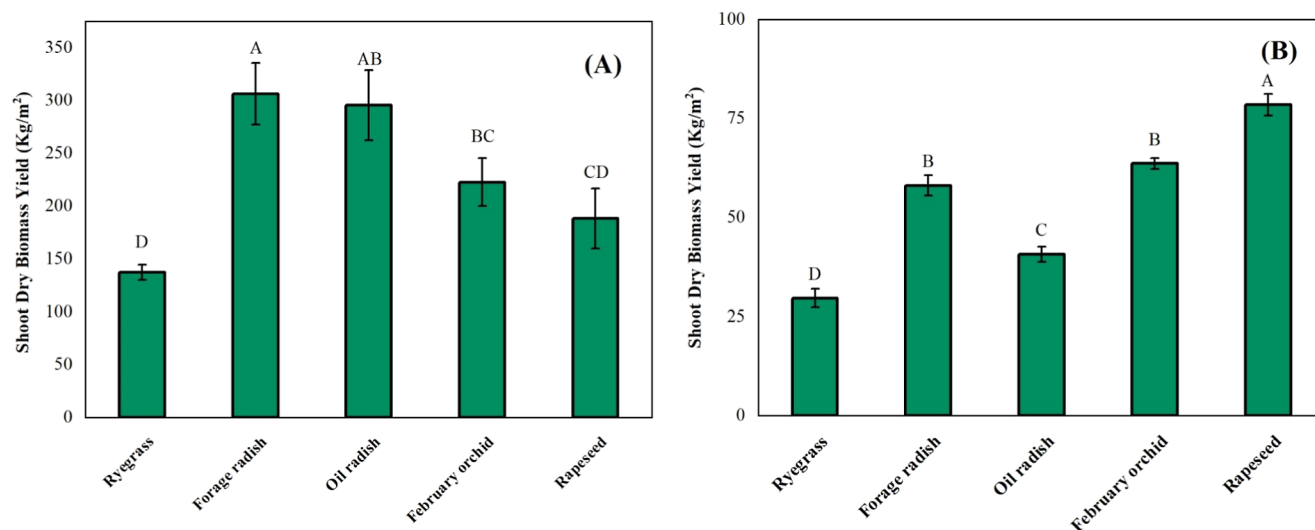 (A)
Shoot Dry Biomass Yield (Kg/m²)
350
300
250
200
150
100
50
0
D
A
AB
BC
CD
Ryegrass
Forage radish
Oil radish
February orchid
Rapeseed
(B)
Shoot Dry Biomass Yield (Kg/m²)
100
75
50
25
0
D
B
C
B
A
Ryegrass
Forage radish
Oil radish
February orchid
Rapeseed